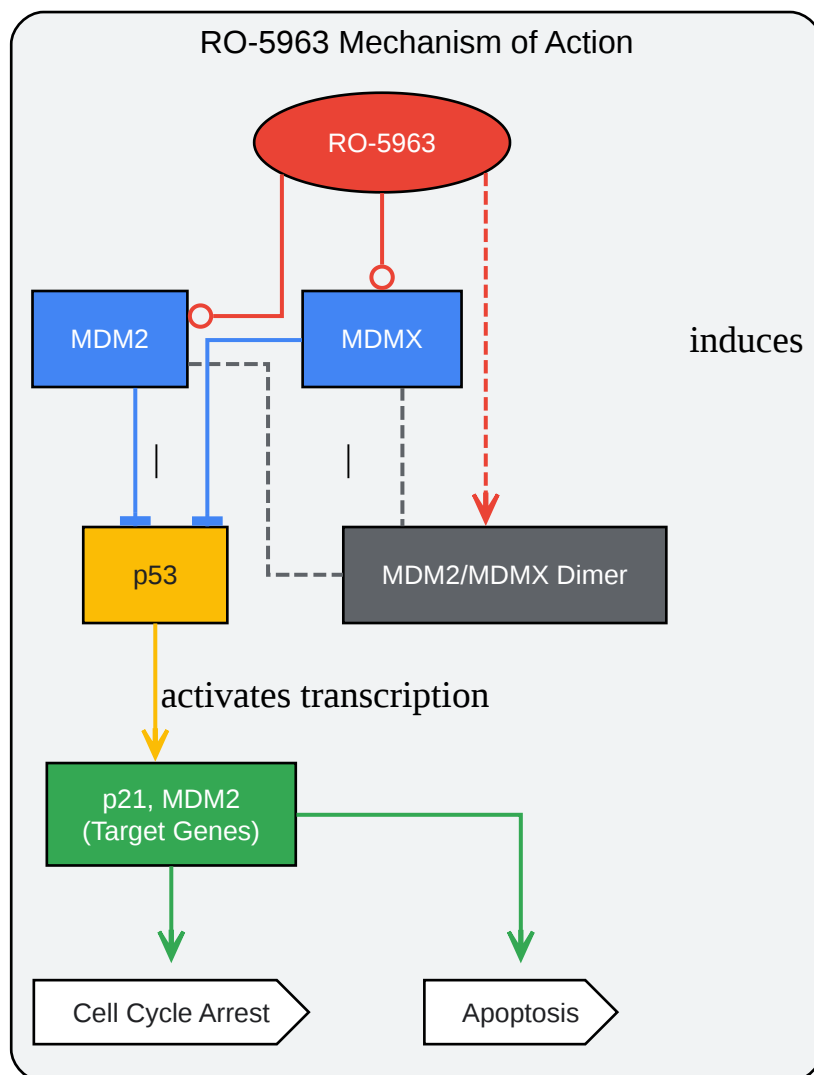 RO-5963 Mechanism of Action
RO-5963
MDM2
MDMX
induces
|
|
p53
MDM2/MDMX Dimer
activates transcription
p21, MDM2
(Target Genes)
Cell Cycle Arrest
Apoptosis